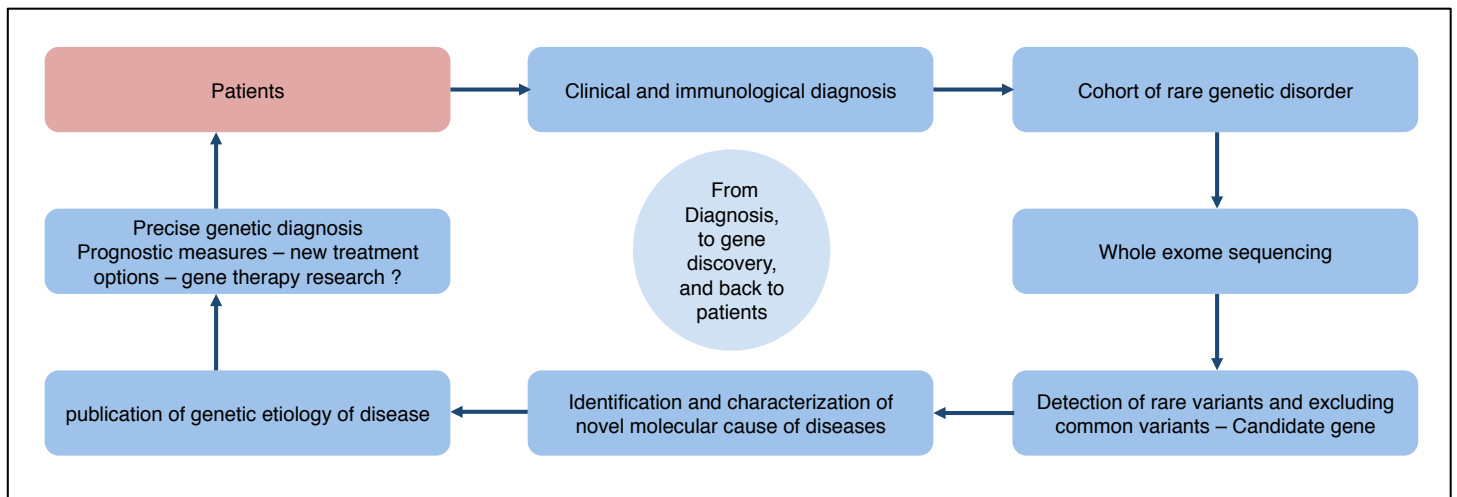 Patients
Clinical and immunological diagnosis
Cohort of rare genetic disorder
From
Diagnosis,
to gene
discovery,
and back to
patients
Precise genetic diagnosis
Prognostic measures – new treatment
options – gene therapy research ?
Whole exome sequencing
publication of genetic etiology of disease
Identification and characterization of
novel molecular cause of diseases
Detection of rare variants and excluding
common variants – Candidate gene